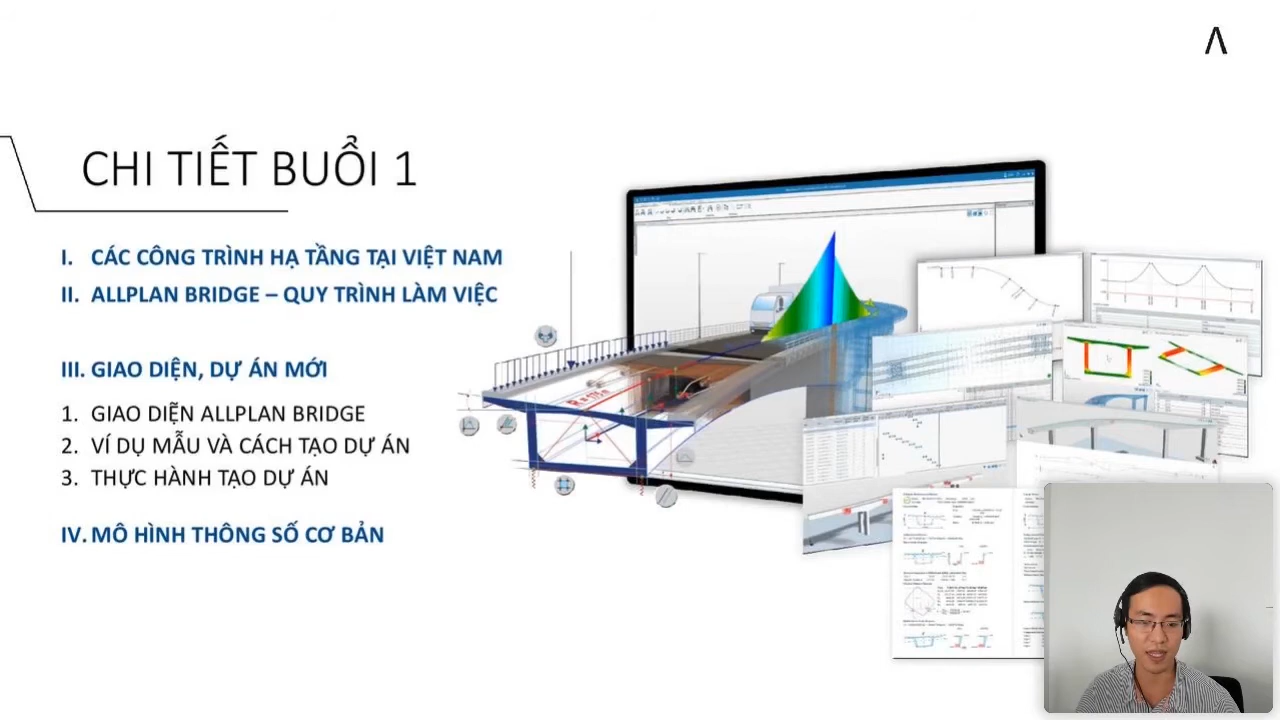 CHI TIẾT BUỔI 1
I. CÁC CÔNG TRÌNH HẠ TẦNG TẠI VIỆT NAM
II. ALLPLAN BRIDGE – QUY TRÌNH LÀM VIỆC
III. GIAO DIỆN, DỰ ÁN MỚI
1. GIAO DIỆN ALLPLAN BRIDGE
2. VÍ DỤ MẪU VÀ CÁCH TẠO DỰ ÁN
3. THỰC HÀNH TẠO DỰ ÁN
IV. MÔ HÌNH THÔNG SỐ CƠ BẢN